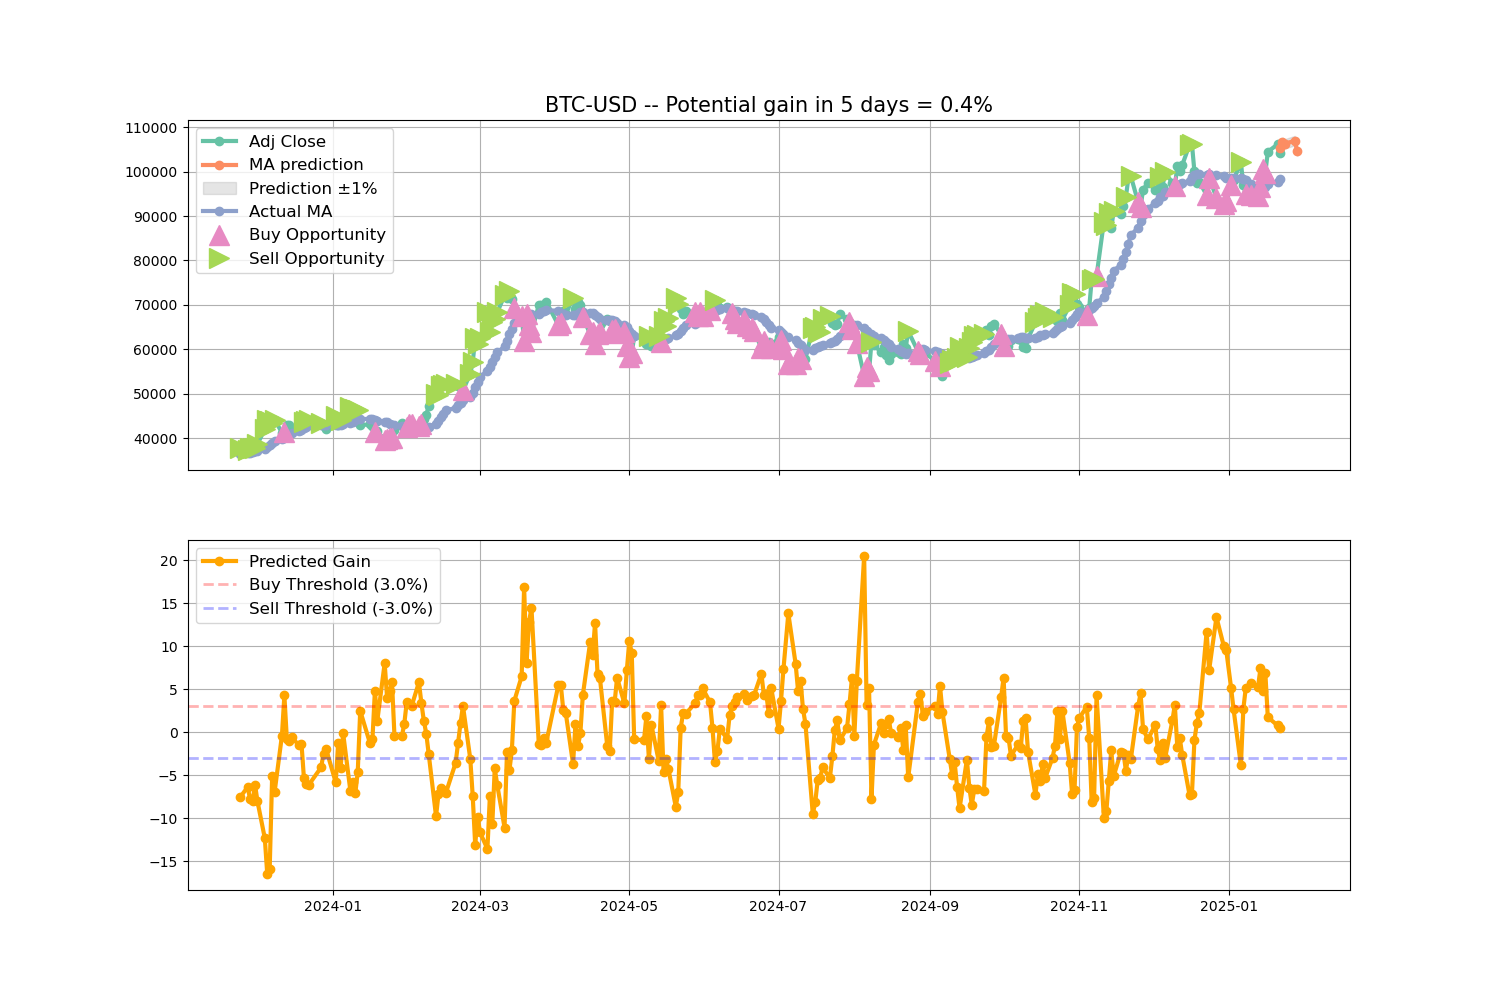 BTC-USD -- Potential gain in 5 days = 0.4%
110000
100000
90000
80000
70000
60000
50000
40000
Adj Close
MA prediction
Prediction ±1%
Actual MA
Buy Opportunity
Sell Opportunity
20
15
10
5
0
−5
−10
−15
Predicted Gain
Buy Threshold (3.0%)
Sell Threshold (-3.0%)
2024-01 2024-03 2024-05 2024-07 2024-09 2024-11 2025-01